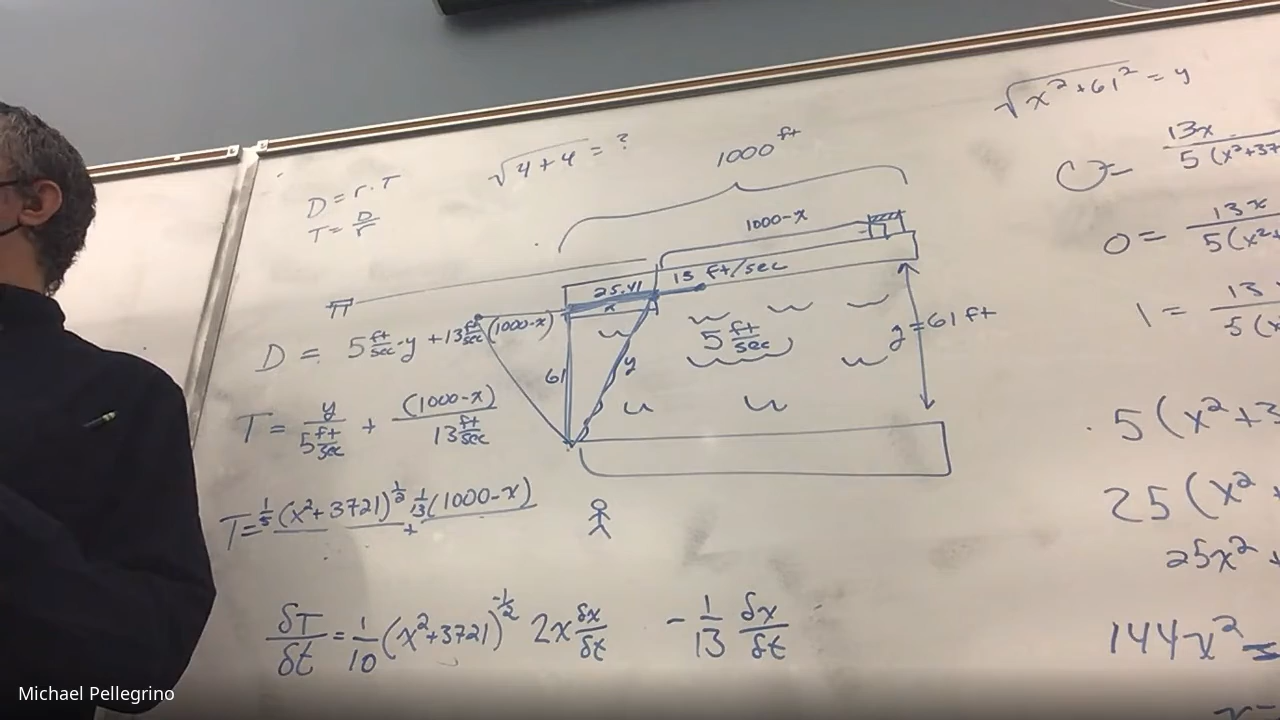 D = r · T
T = D/r
√4+4 = ?
1000 ft
1000-x
25.41
13 ft/sec
x
5 ft/sec
61
y
y = 61 ft
D = 5 ft/sec · y + 13 ft/sec (1000-x)
T = y / 5 ft/sec + (1000-x) / 13 ft/sec
T = 1/5 (x² + 3721)^1/2 + 1/13 (1000-x)
δT/δt = 1/10 (x² + 3721)^-1/2 2x δx/δt - 1/13 δx/δt
√x² + 61² = y
0 = 13x / 5(x²+37
0 = 13x / 5(x²+
1 = 13 / 5(x
5(x²+3
25(x²
25x²
144x² =
Michael Pellegrino